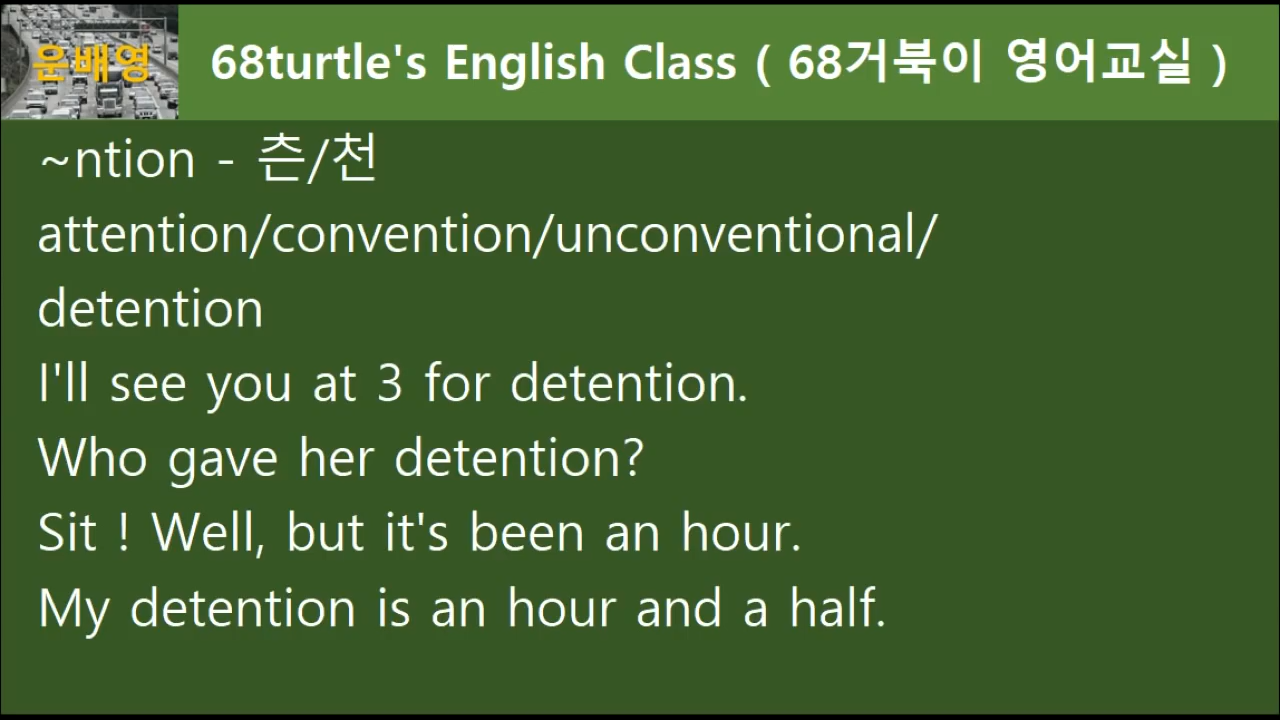 윤배영
68turtle's English Class ( 68거북이 영어교실 )
~ntion - 츤/천
attention/convention/unconventional/
detention
I'll see you at 3 for detention.
Who gave her detention?
Sit ! Well, but it's been an hour.
My detention is an hour and a half.